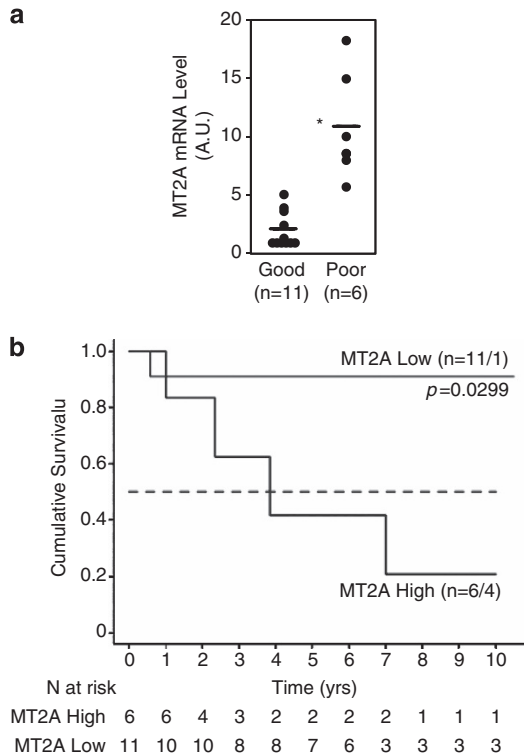 a
20
15
10
5
0
MT2A mRNA Level
(A.U.)
*
Good Poor
(n=11) (n=6)
b
1.0
0.8
0.6
0.4
0.2
0
Cumulative Survivalu
MT2A Low (n=11/1)
p=0.0299
MT2A High (n=6/4)
0 1 2 3 4 5 6 7 8 9 10
N at risk Time (yrs)
MT2A High 6 6 4 3 2 2 2 2 1 1 1
MT2A Low 11 10 10 8 8 7 6 3 3 3 3